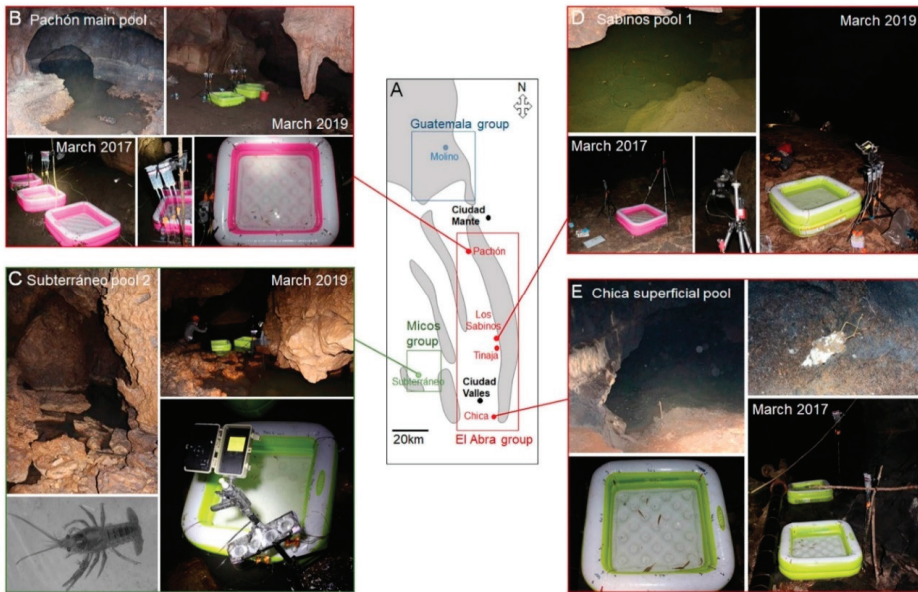 B Pachón main pool
March 2019
March 2017
A
N
Guatemala group
Molino
Ciudad
Mante
Pachón
Los
Sabinos
Tinaja
Micos
group
Subterráneo
Ciudad
Valles
Chica
20km
El Abra group
D Sabinos pool 1
March 2019
March 2017
C Subterráneo pool 2
March 2019
E Chica superficial pool
March 2017